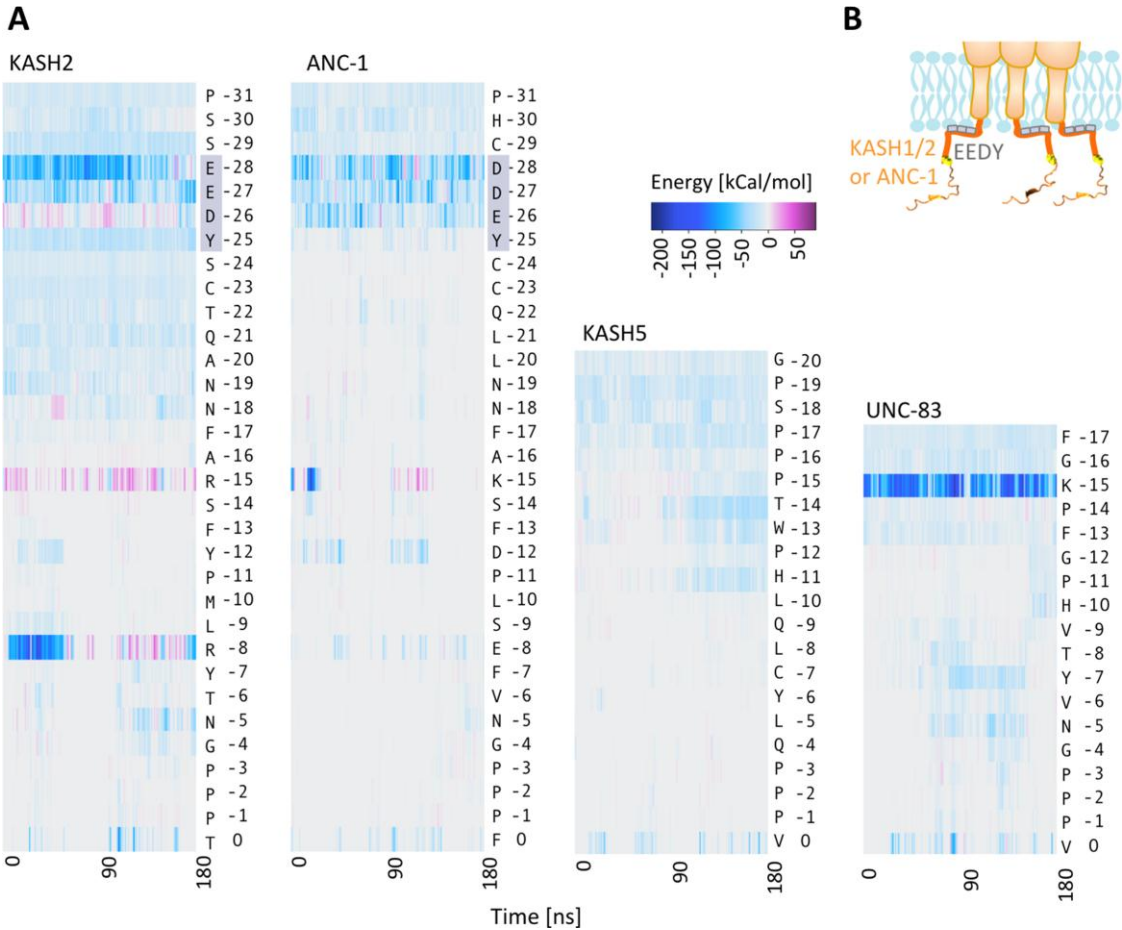 A
B
KASH2
P -31
S -30
S -29
E -28
E -27
D -26
Y -25
S -24
C -23
T -22
Q -21
A -20
N -19
N -18
F -17
A -16
R -15
S -14
F -13
Y -12
P -11
M -10
L -9
R -8
Y -7
T -6
N -5
G -4
P -3
P -2
P -1
T 0
0 90 180
ANC-1
P -31
H -30
C -29
D -28
D -27
E -26
Y -25
C -24
C -23
Q -22
L -21
L -20
N -19
N -18
F -17
A -16
K -15
S -14
F -13
D -12
P -11
L -10
S -9
E -8
F -7
V -6
N -5
G -4
P -3
P -2
P -1
F 0
0 90 180
Energy [kCal/mol]
-200 -150 -100 -50 0 50
KASH1/2
or ANC-1
EEDY
KASH5
G -20
P -19
S -18
P -17
P -16
P -15
T -14
W -13
P -12
H -11
L -10
Q -9
L -8
C -7
Y -6
L -5
Q -4
P -3
P -2
P -1
V 0
0 90 180
UNC-83
F -17
G -16
K -15
P -14
F -13
G -12
P -11
H -10
V -9
T -8
Y -7
V -6
N -5
G -4
P -3
P -2
P -1
V 0
0 90 180
Time [ns]